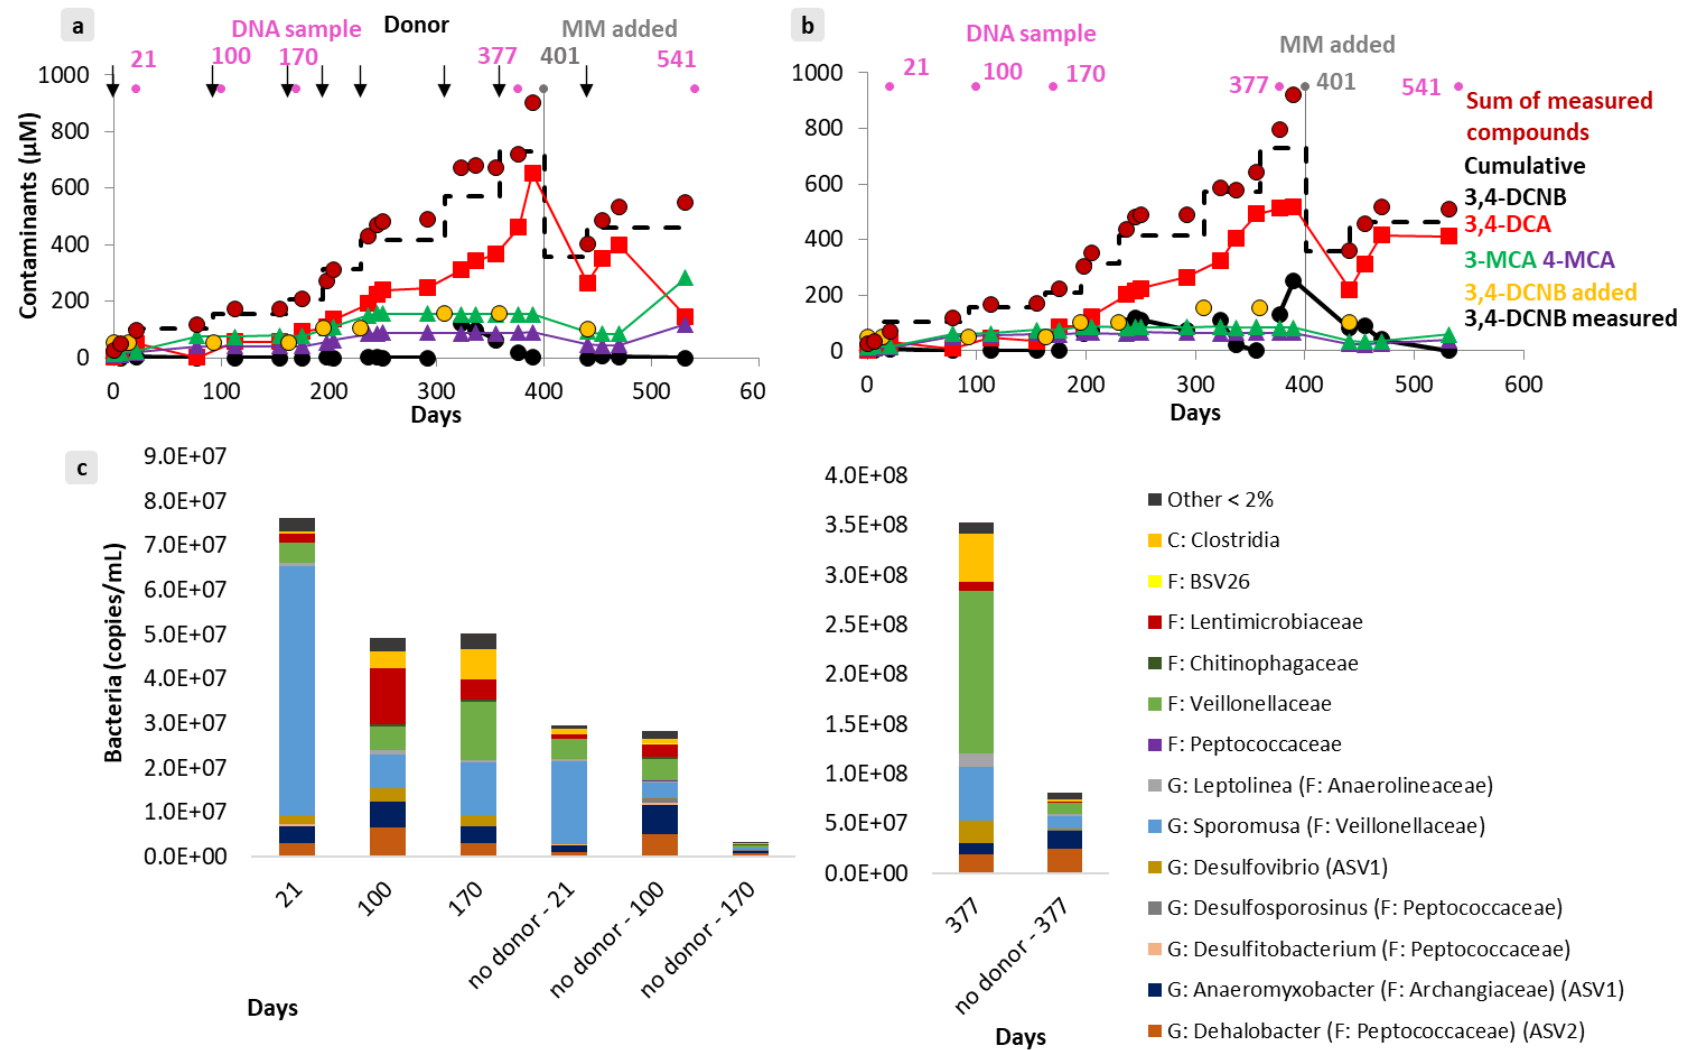 a
DNA sample
Donor
MM added
21
100
170
377
401
541
1000
800
600
400
200
0
Contaminants (µM)
0
100
200
300
400
500
60
Days
b
DNA sample
MM added
21
100
170
377
401
541
1000
800
600
400
200
0
0
100
200
300
400
500
600
Days
Sum of measured
compounds
Cumulative
3,4-DCNB
3,4-DCA
3-MCA 4-MCA
3,4-DCNB added
3,4-DCNB measured
c
9.0E+07
8.0E+07
7.0E+07
6.0E+07
5.0E+07
4.0E+07
3.0E+07
2.0E+07
1.0E+07
0.0E+00
Bacteria (copies/mL)
21
100
170
no donor - 21
no donor - 100
no donor - 170
Days
4.0E+08
3.5E+08
3.0E+08
2.5E+08
2.0E+08
1.5E+08
1.0E+08
5.0E+07
0.0E+00
377
no donor - 377
Days
Other < 2%
C: Clostridia
F: BSV26
F: Lentimicrobiaceae
F: Chitinophagaceae
F: Veillonellaceae
F: Peptococcaceae
G: Leptolinea (F: Anaerolineaceae)
G: Sporomusa (F: Veillonellaceae)
G: Desulfovibrio (ASV1)
G: Desulfosporosinus (F: Peptococcaceae)
G: Desulfitobacterium (F: Peptococcaceae)
G: Anaeromyxobacter (F: Archangiaceae) (ASV1)
G: Dehalobacter (F: Peptococcaceae) (ASV2)